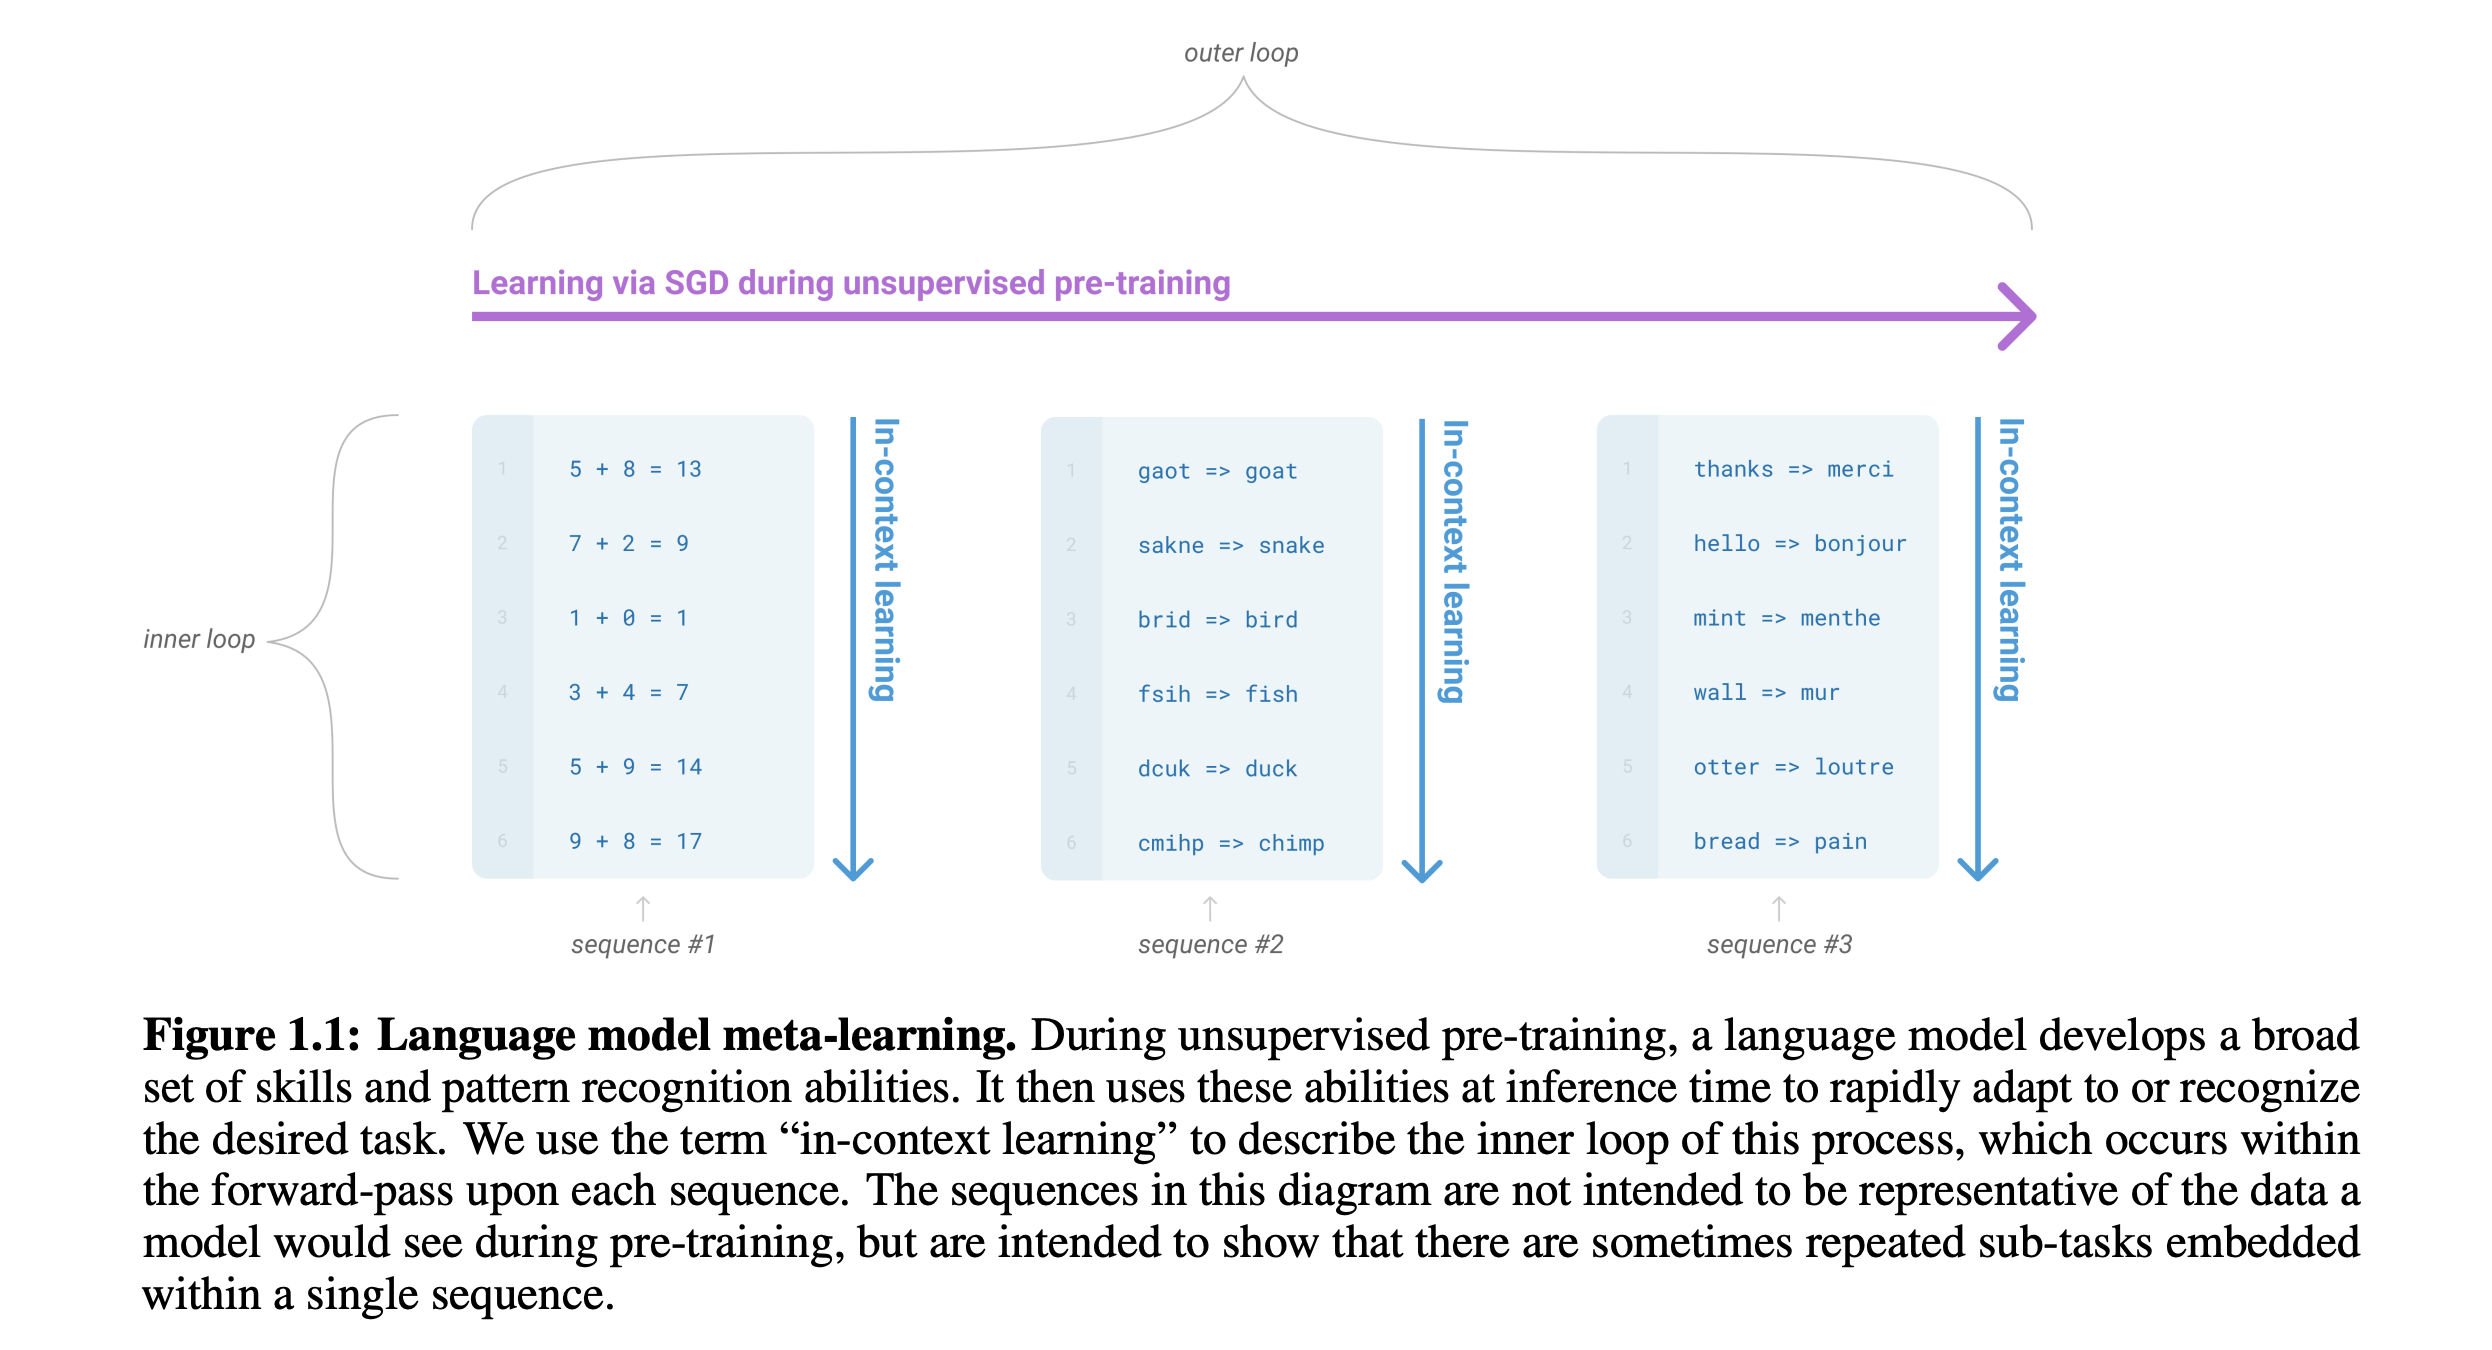 outer loop
Learning via SGD during unsupervised pre-training
inner loop
1 5 + 8 = 13
2 7 + 2 = 9
3 1 + 0 = 1
4 3 + 4 = 7
5 5 + 9 = 14
6 9 + 8 = 17
In-context learning
sequence #1
1 gaot => goat
2 sakne => snake
3 brid => bird
4 fsih => fish
5 dcuk => duck
6 cmihp => chimp
In-context learning
sequence #2
1 thanks => merci
2 hello => bonjour
3 mint => menthe
4 wall => mur
5 otter => loutre
6 bread => pain
In-context learning
sequence #3
Figure 1.1: Language model meta-learning. During unsupervised pre-training, a language model develops a broad
set of skills and pattern recognition abilities. It then uses these abilities at inference time to rapidly adapt to or recognize
the desired task. We use the term “in-context learning” to describe the inner loop of this process, which occurs within
the forward-pass upon each sequence. The sequences in this diagram are not intended to be representative of the data a
model would see during pre-training, but are intended to show that there are sometimes repeated sub-tasks embedded
within a single sequence.